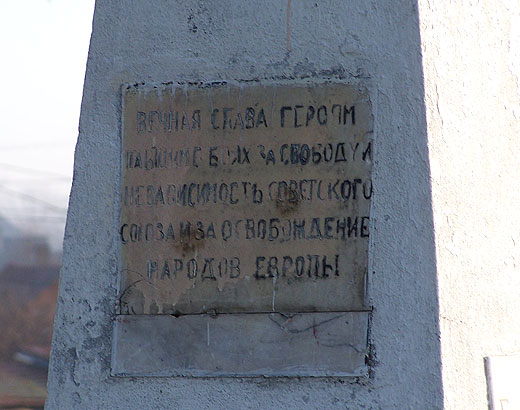 ВЕЧНАЯ СЛАВА ГЕРОЯМ
ПАВШИМ В БОЯХ ЗА СВОБОДУ И
НЕЗАВИСИМОСТЬ СОВЕТСКОГО
СОЮЗА И ЗА ОСВОБОЖДЕНИЕ
НАРОДОВ ЕВРОПЫ